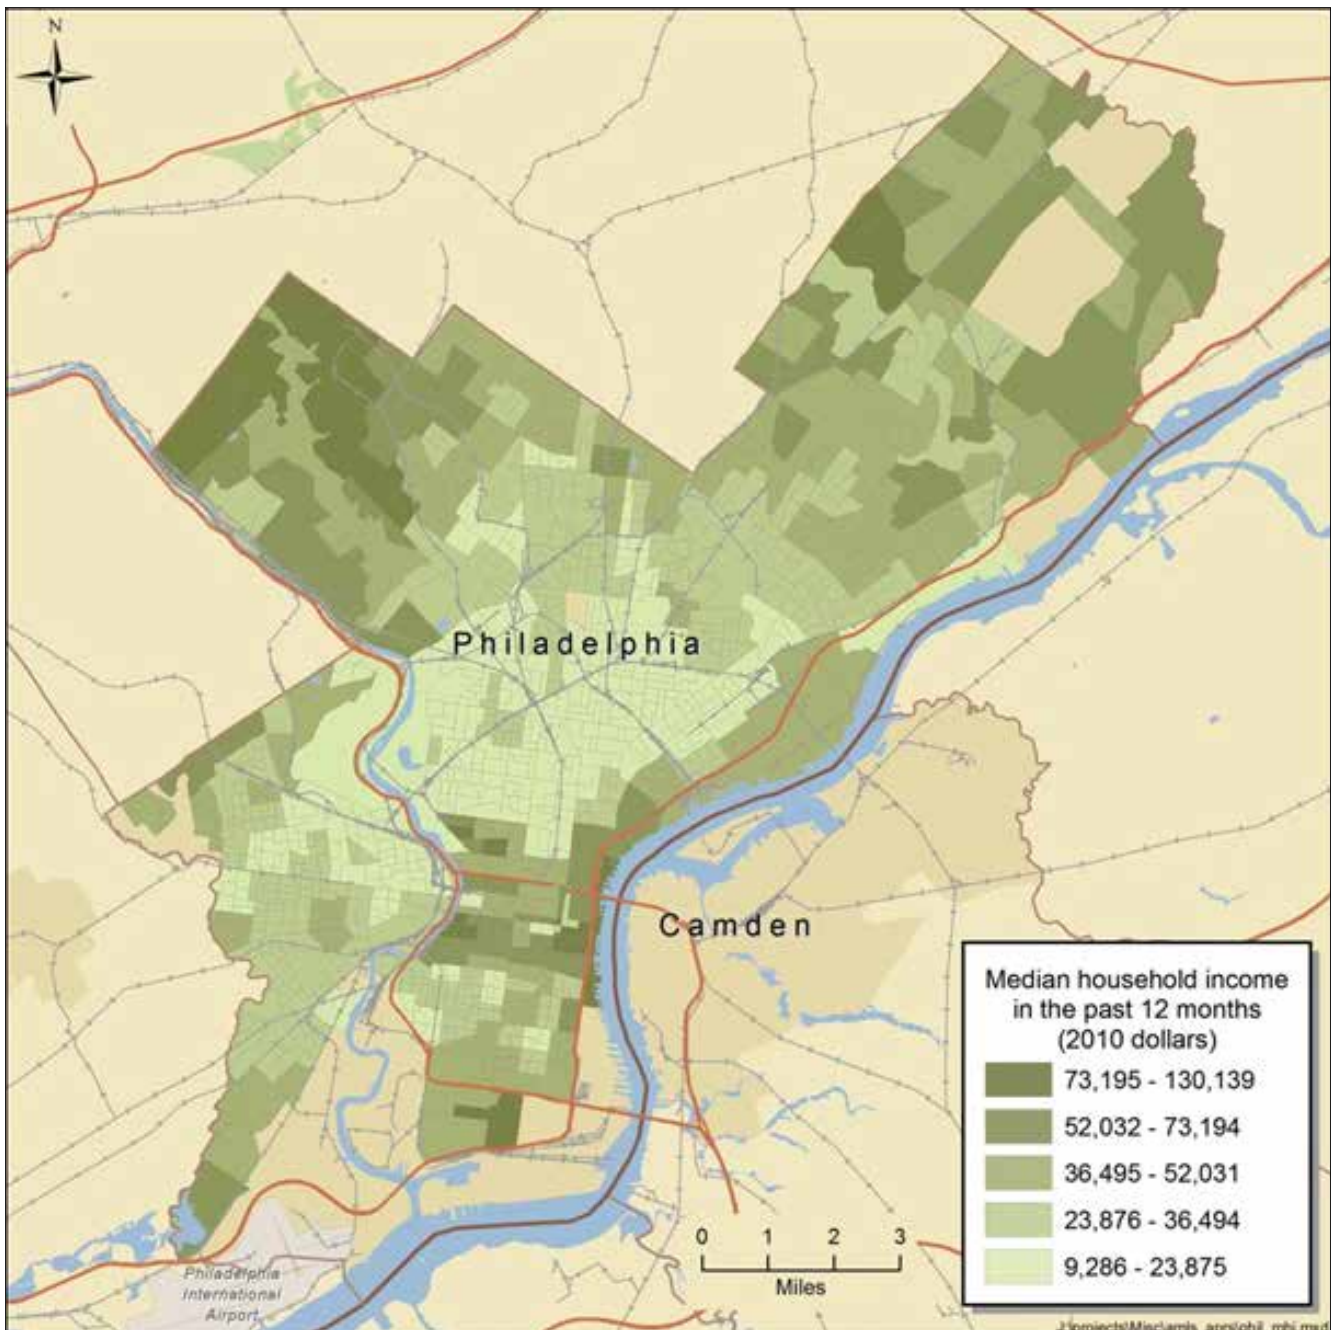 N
Philadelphia
Camden
Median household income
in the past 12 months
(2010 dollars)
73,195 - 130,139
52,032 - 73,194
36,495 - 52,031
23,876 - 36,494
9,286 - 23,875
0 1 2 3
Miles
Philadelphia
International
Airport